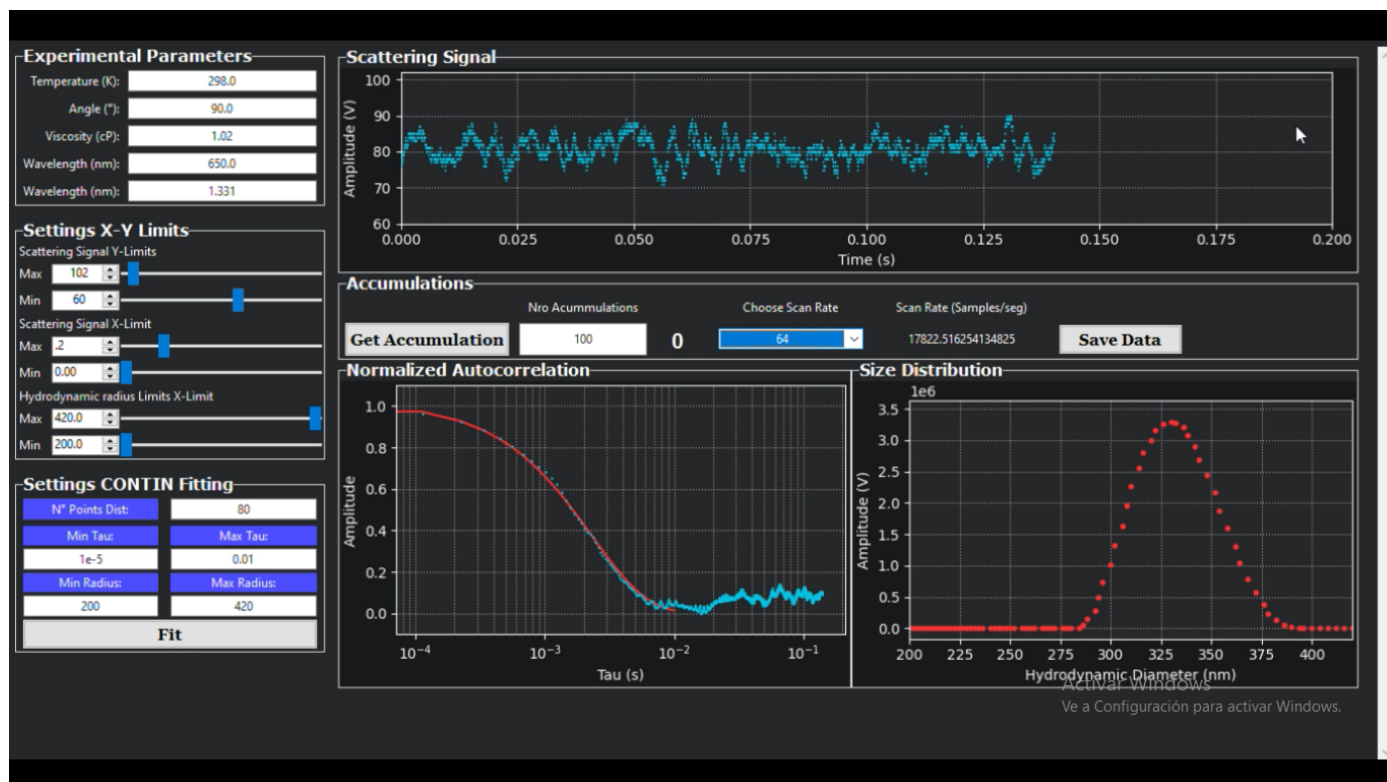 Experimental Parameters
Temperature (K): 298.0
Angle (°): 90.0
Viscosity (cP): 1.02
Wavelength (nm): 650.0
Wavelength (nm): 1.331
Settings X-Y Limits
Scattering Signal Y-Limits
Max 102
Min 60
Scattering Signal X-Limit
Max .2
Min 0.00
Hydrodynamic radius Limits X-Limit
Max 420.0
Min 200.0
Settings CONTIN Fitting
N° Points Dist: 80
Min Tau: Max Tau:
1e-5 0.01
Min Radius: Max Radius:
200 420
Fit
Scattering Signal
100
90
80
70
60
Amplitude (V)
0.000 0.025 0.050 0.075 0.100 0.125 0.150 0.175 0.200
Time (s)
Accumulations
Nro Acummulations Choose Scan Rate Scan Rate (Samples/seg)
Get Accumulation 100 0 64 17822.516254134825 Save Data
Normalized Autocorrelation
1.0
0.8
0.6
0.4
0.2
0.0
Amplitude
10⁻⁴ 10⁻³ 10⁻² 10⁻¹
Tau (s)
Size Distribution
1e6
3.5
3.0
2.5
2.0
1.5
1.0
0.5
0.0
Amplitude (V)
200 225 250 275 300 325 350 375 400
Hydrodynamic Diameter (nm)
Activar Windows
Ve a Configuración para activar Windows.